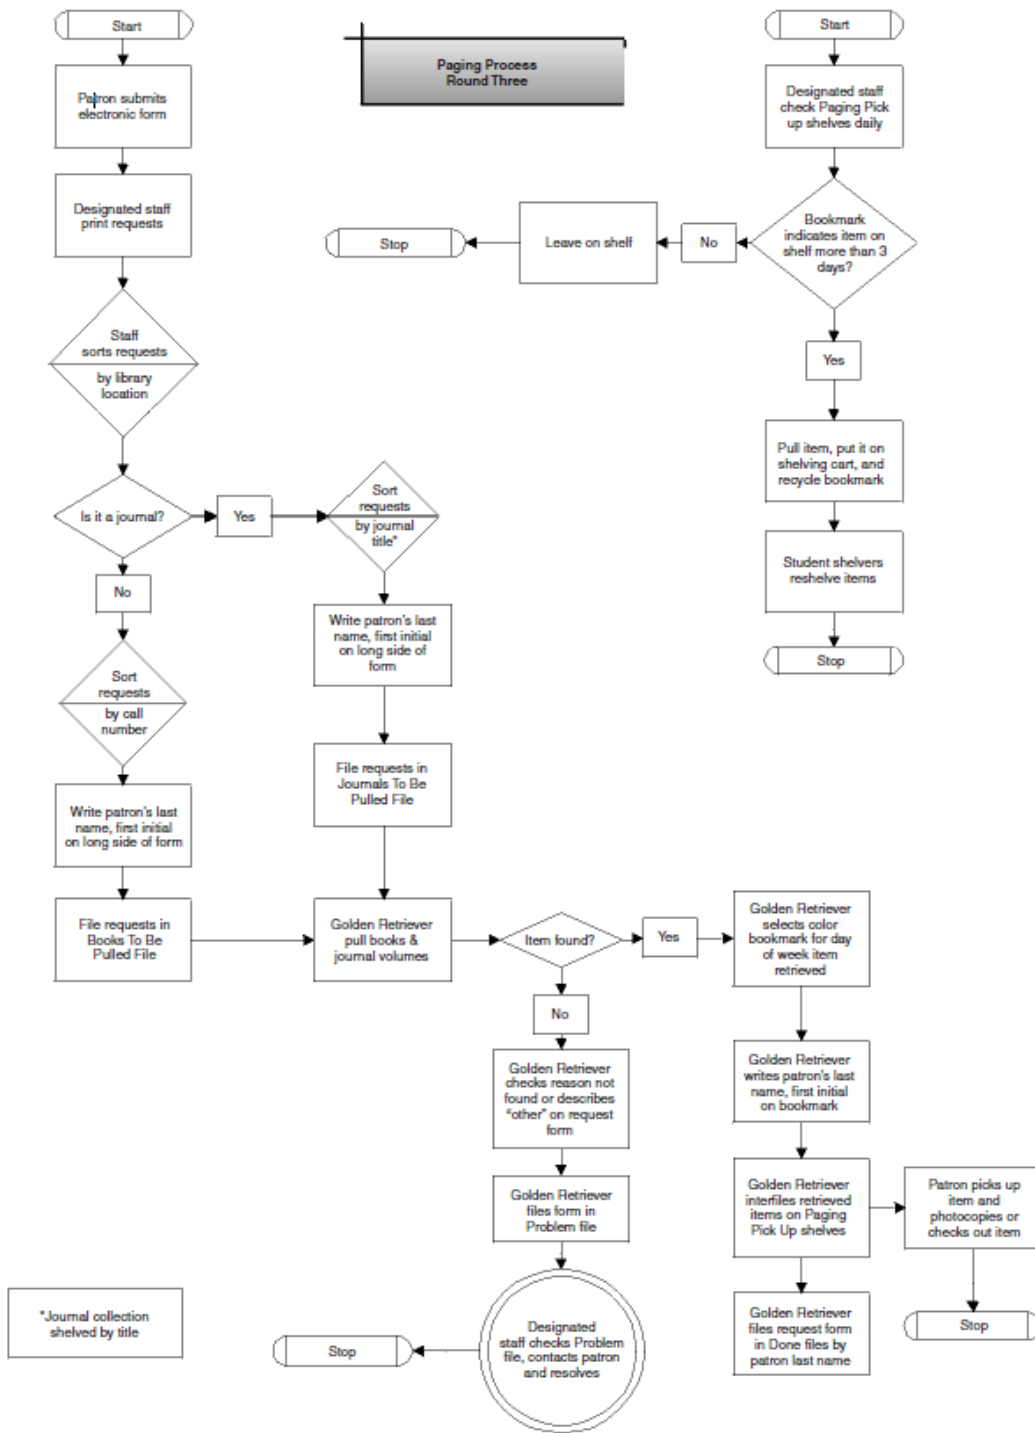 Start
Patron submits
electronic form
Designated staff
print requests
Staff
sorts requests
by library
location
Is it a journal?
Yes
Sort
requests
by journal
title*
Write patron's last
name, first initial
on long side of
form
File requests in
Journals To Be
Pulled File
No
Sort
requests
by call
number
Write patron's last
name, first initial
on long side of form
File requests in
Books To Be
Pulled File
Golden Retriever
pull books &
journal volumes
Item found?
Yes
Golden Retriever
selects color
bookmark for day
of week item
retrieved
Golden Retriever
writes patron's last
name, first initial
on bookmark
Golden Retriever
interfiles retrieved
items on Paging
Pick Up shelves
Patron picks up
item and
photocopies or
checks out item
Stop
Golden Retriever
files request form
in Done files by
patron last name
No
Golden Retriever
checks reason not
found or describes
“other” on request
form
Golden Retriever
files form in
Problem file
Designated
staff checks Problem
file, contacts patron
and resolves
Stop
*Journal collection
shelved by title
Paging Process
Round Three
Start
Designated staff
check Paging Pick
up shelves daily
Bookmark
indicates item on
shelf more than 3
days?
No
Leave on shelf
Stop
Yes
Pull item, put it on
shelving cart, and
recycle bookmark
Student shelvers
reshelve items
Stop